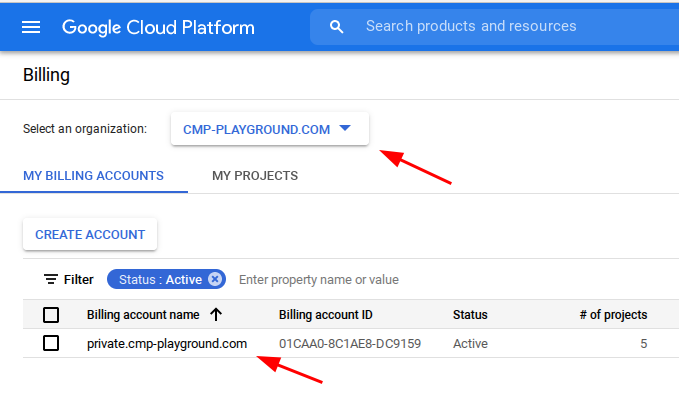 Google Cloud Platform
Search products and resources
Billing
Select an organization:
CMP-PLAYGROUND.COM
MY BILLING ACCOUNTS MY PROJECTS
CREATE ACCOUNT
Filter Status : Active Enter property name or value
Billing account name Billing account ID Status # of projects
private.cmp-playground.com 01CAA0-8C1AE8-DC9159 Active 5